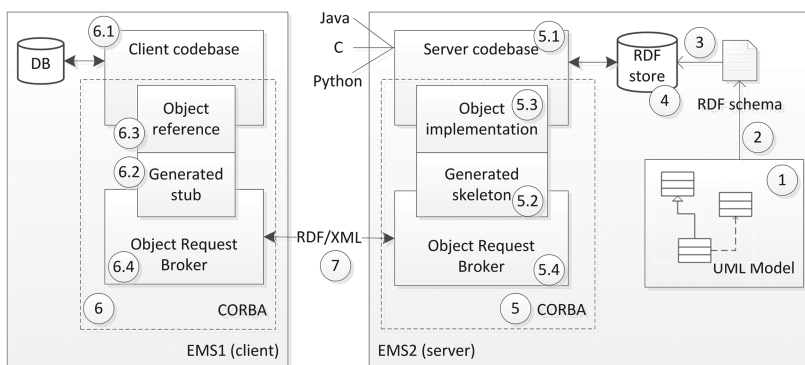 6.1
DB
Client codebase
Object
reference
6.3
6.2
Generated
stub
Object Request
Broker
6.4
6
CORBA
EMS1 (client)
RDF/XML
7
Java
C
Python
5.1
Server codebase
Object
implementation
5.3
Generated
skeleton
5.2
Object Request
Broker
5.4
5
CORBA
EMS2 (server)
RDF
store
4
3
RDF schema
2
1
UML Model